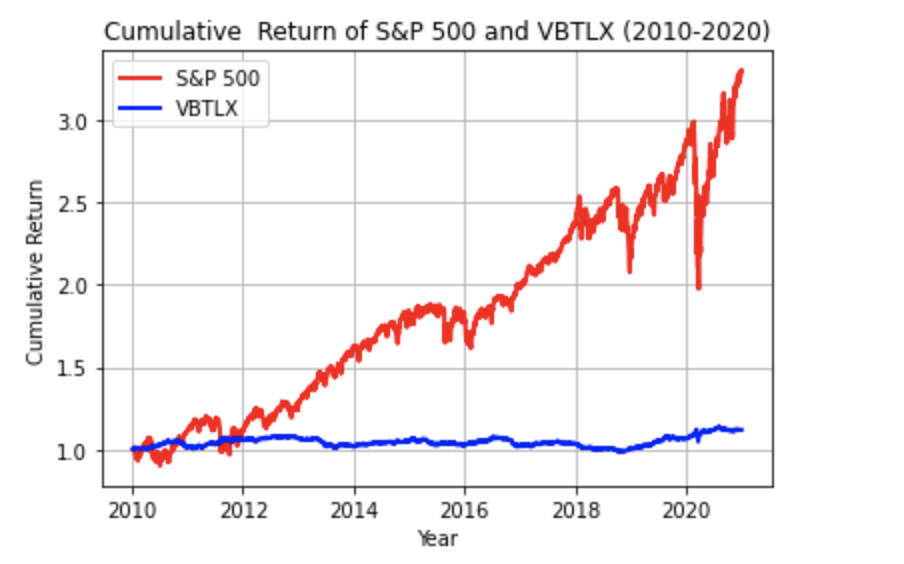 Cumulative  Return of S&P 500 and VBTLX (2010-2020)
S&P 500
VBTLX
3.0
2.5
2.0
1.5
1.0
Cumulative Return
2010 2012 2014 2016 2018 2020
Year